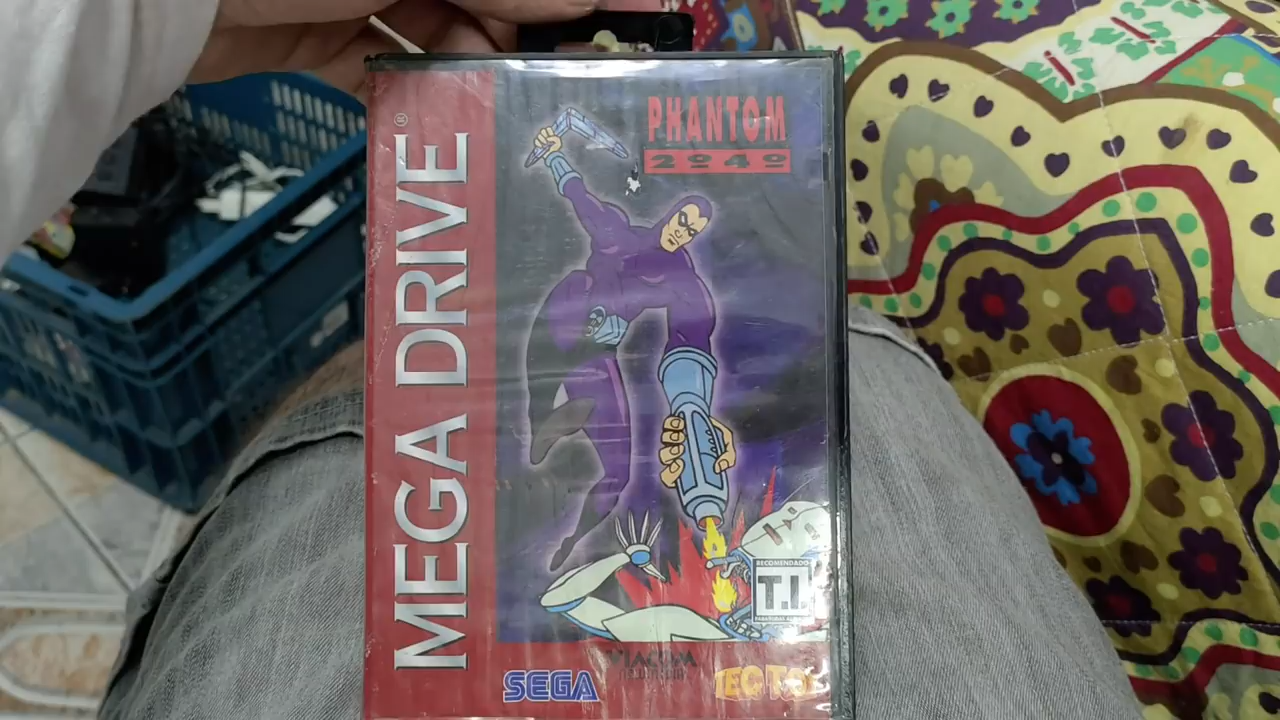 MEGA DRIVE®
PHANTOM
2040
RECOMENDADO
T.I.
VIACOM
SEGA
TEC TOY